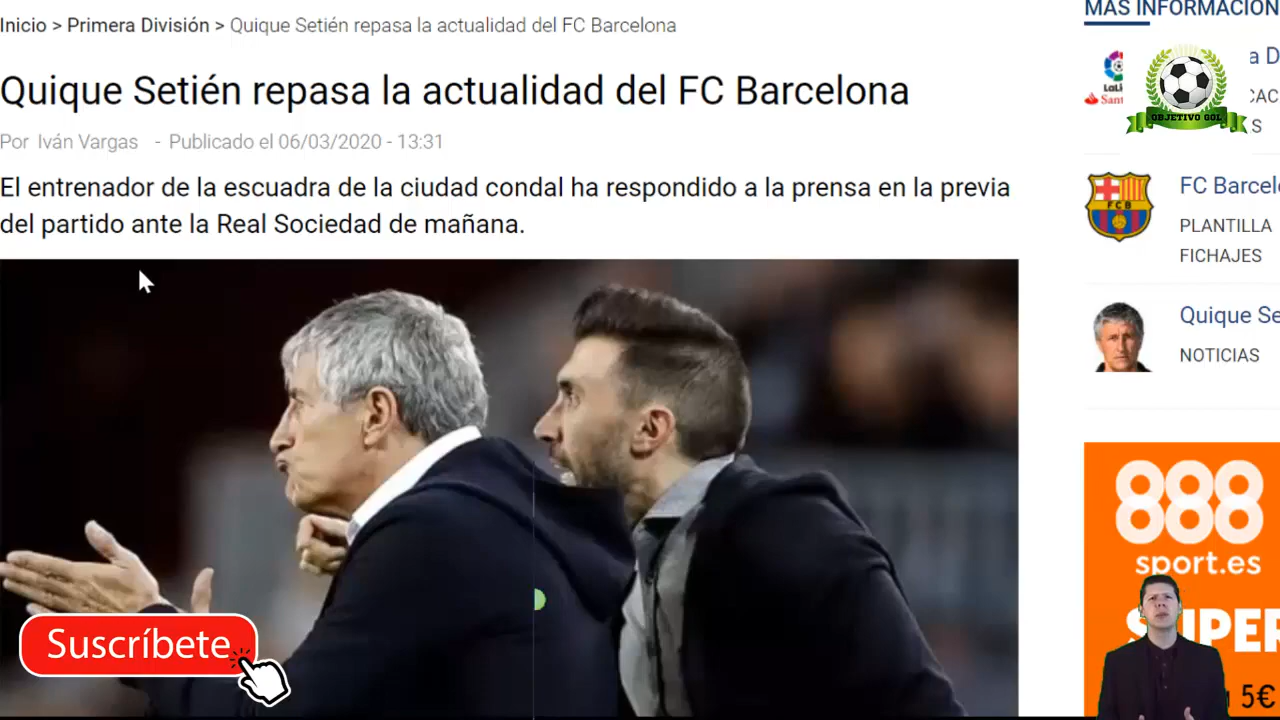 Inicio > Primera División > Quique Setién repasa la actualidad del FC Barcelona
MÁS INFORMACIÓN
Quique Setién repasa la actualidad del FC Barcelona
Por Iván Vargas - Publicado el 06/03/2020 - 13:31
El entrenador de la escuadra de la ciudad condal ha respondido a la prensa en la previa
del partido ante la Real Sociedad de mañana.
OBJETIVO GOL
FCB
FC Barcel
PLANTILLA
FICHAJES
Quique Se
NOTICIAS
888
sport.es
5€
Suscríbete